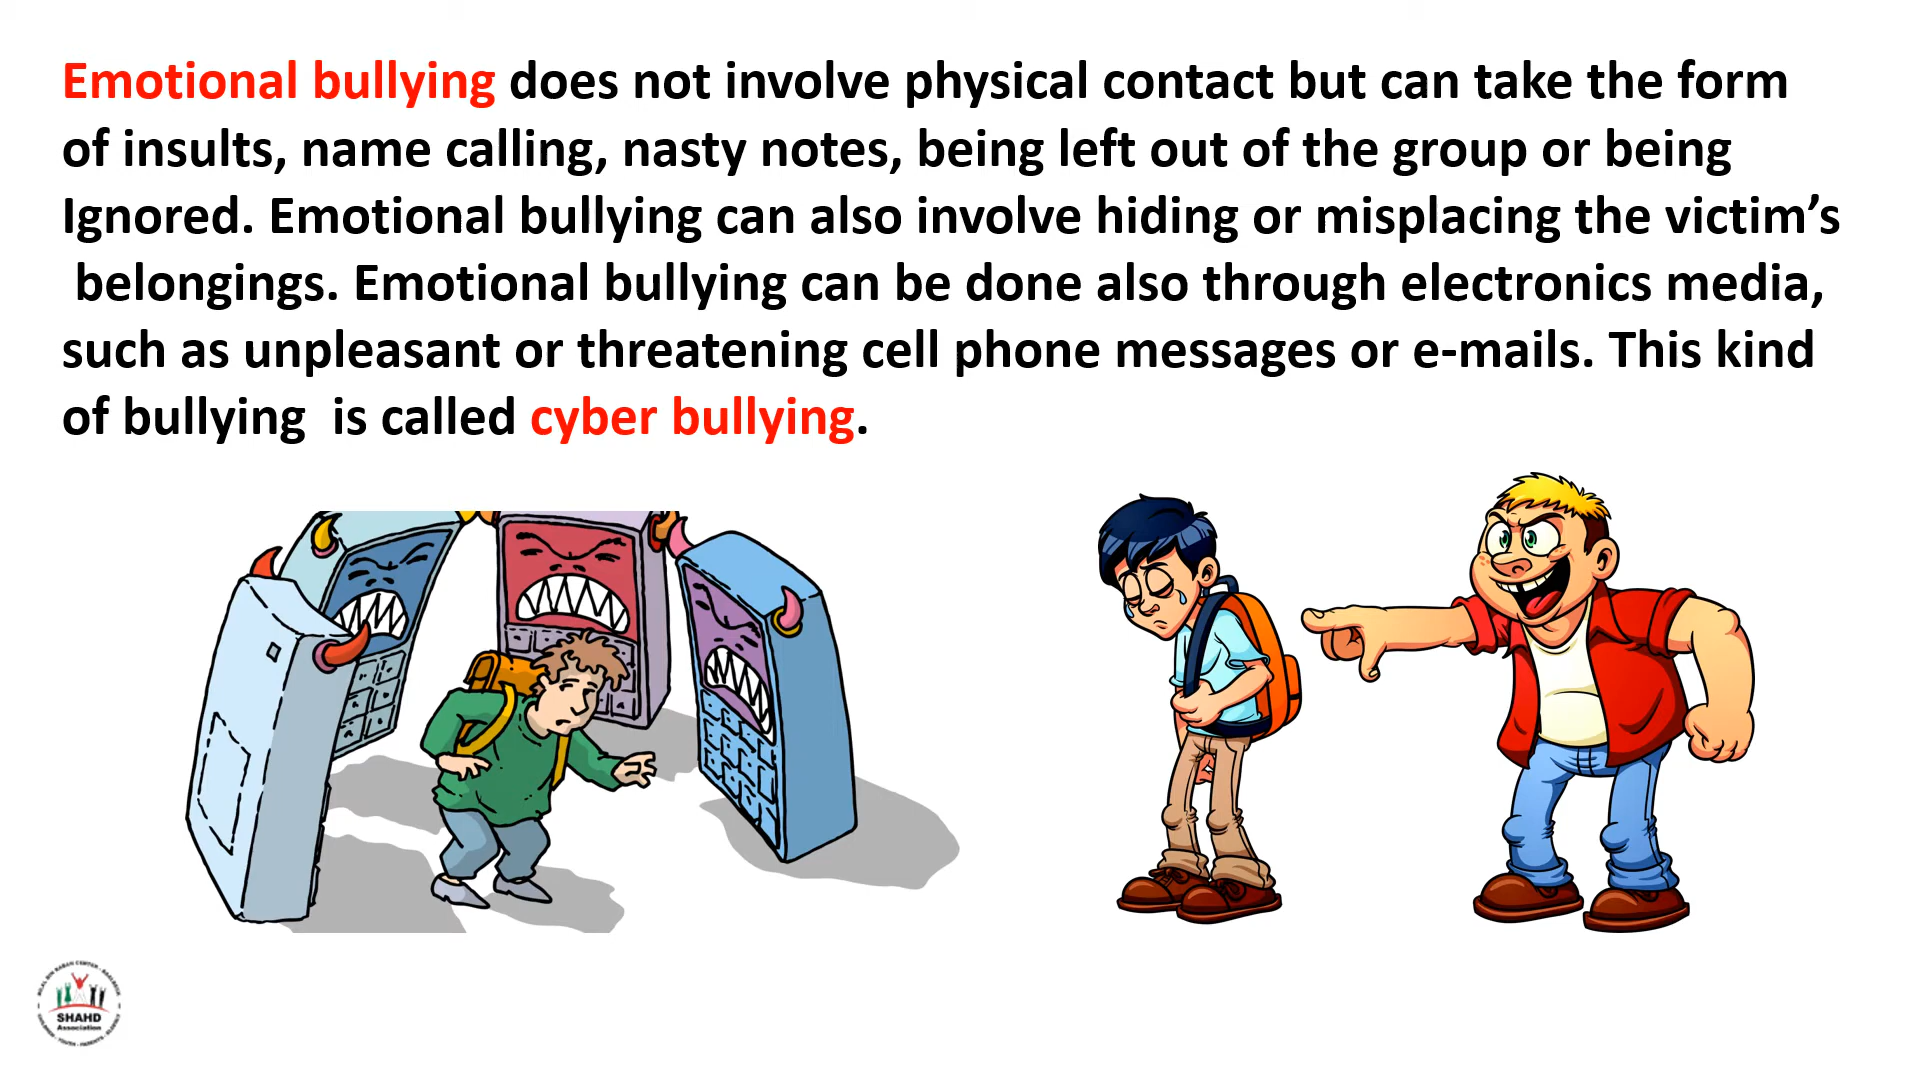 Emotional bullying does not involve physical contact but can take the form
of insults, name calling, nasty notes, being left out of the group or being
Ignored. Emotional bullying can also involve hiding or misplacing the victim’s
belongings. Emotional bullying can be done also through electronics media,
such as unpleasant or threatening cell phone messages or e-mails. This kind
of bullying  is called cyber bullying.
SHAHD
Association